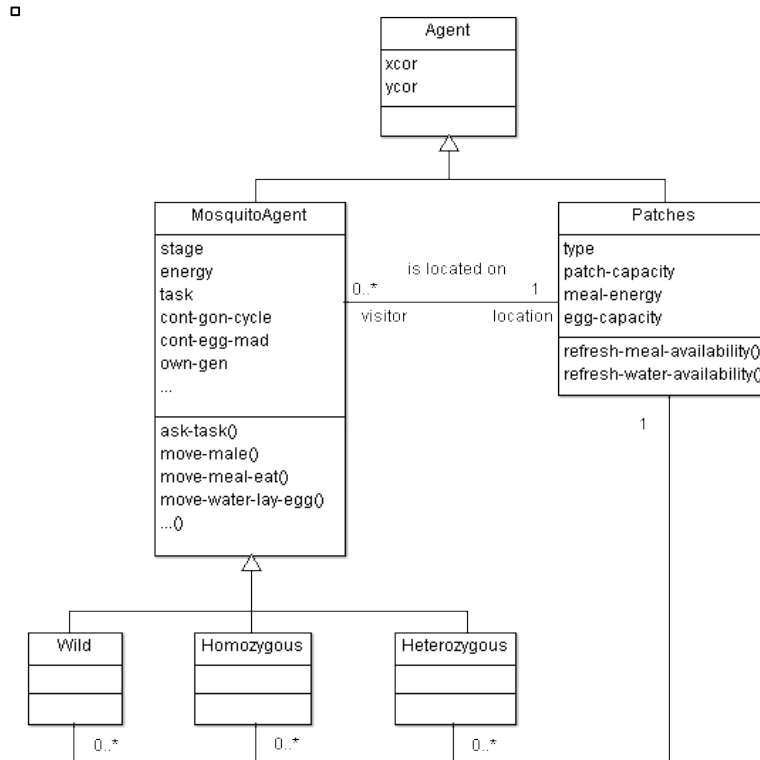 Agent
xcor
ycor
MosquitoAgent
stage
energy
task
cont-gon-cycle
cont-egg-mad
own-gen
...
ask-task()
move-male()
move-meal-eat()
move-water-lay-egg()
...()
is located on
0..*
1
visitor
location
Patches
type
patch-capacity
meal-energy
egg-capacity
refresh-meal-availability()
refresh-water-availability()
1
Wild
Homozygous
Heterozygous
0..*
0..*
0..*